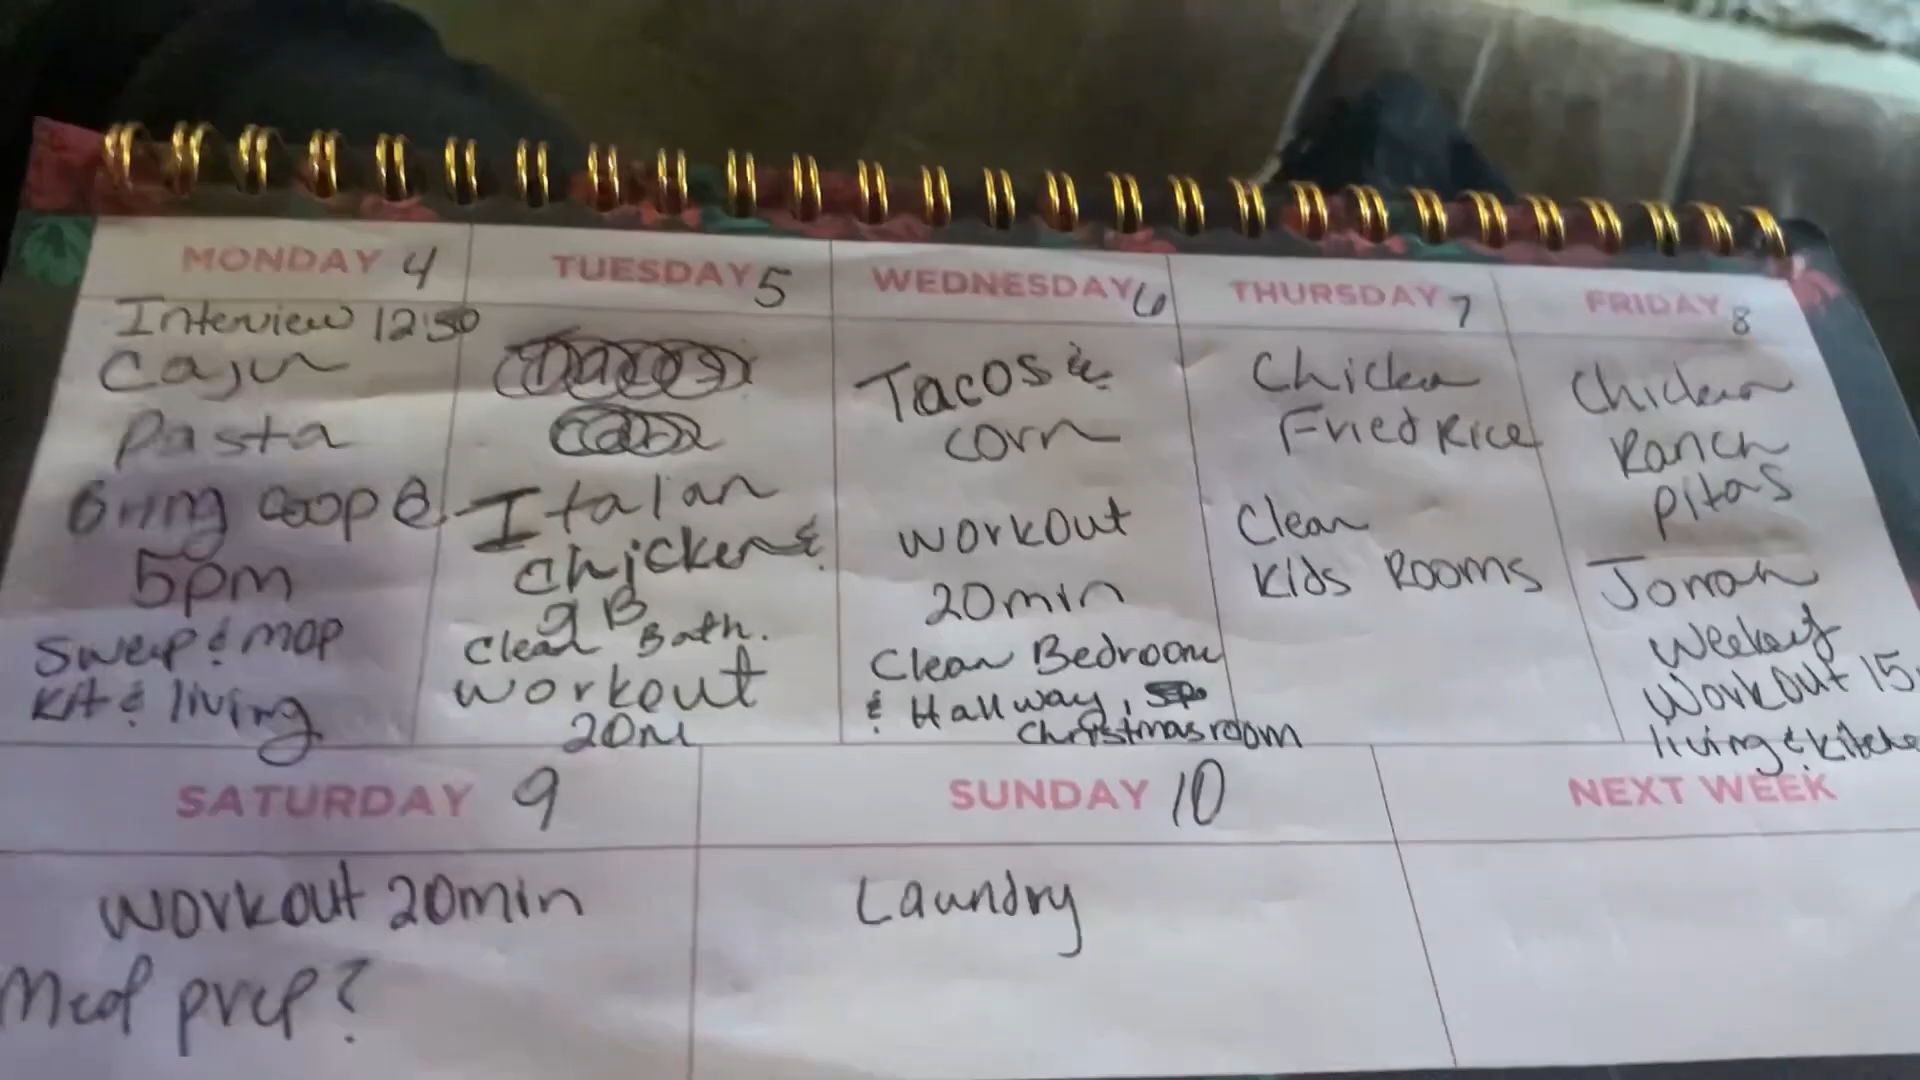 MONDAY 4
Interview 12:30
Cajun
Pasta
Bring Coop @
5pm
Sweep & mop
Kit & living
TUESDAY 5
Italian
Chicken &
g B
Clean Bath.
Workout
20m
WEDNESDAY 6
Tacos &
corn
workout
20min
Clean Bedroom
& Hallway,
Christmas room
THURSDAY 7
Chicken
Fried Rice
Clean
Kids Rooms
FRIDAY 8
Chicken
Ranch
pitas
Jonah
Weekly
Workout 15
living & kitche
SATURDAY 9
Workout 20min
Meal prep?
SUNDAY 10
Laundry
NEXT WEEK